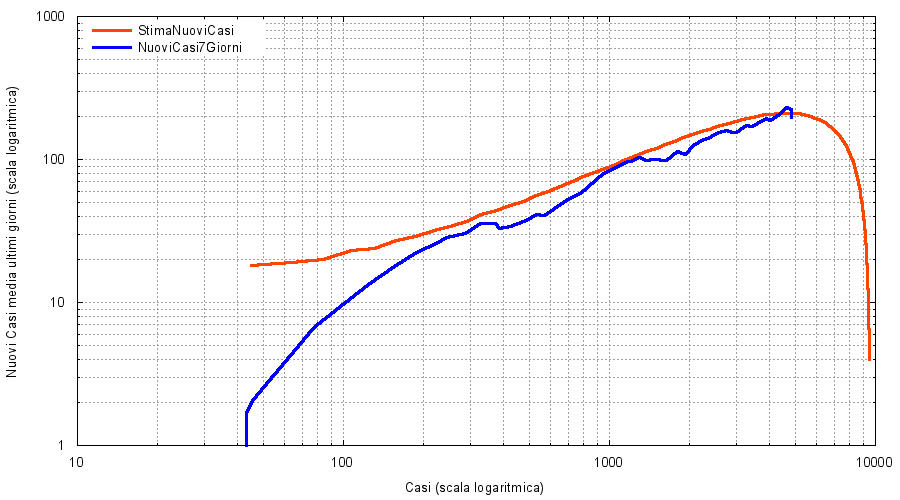 1000
StimaNuoviCasi
NuoviCasi7Giorni
100
10
1
Nuovi Casi media ultimi giorni (scala logaritmica)
10
100
1000
10000
Casi (scala logaritmica)